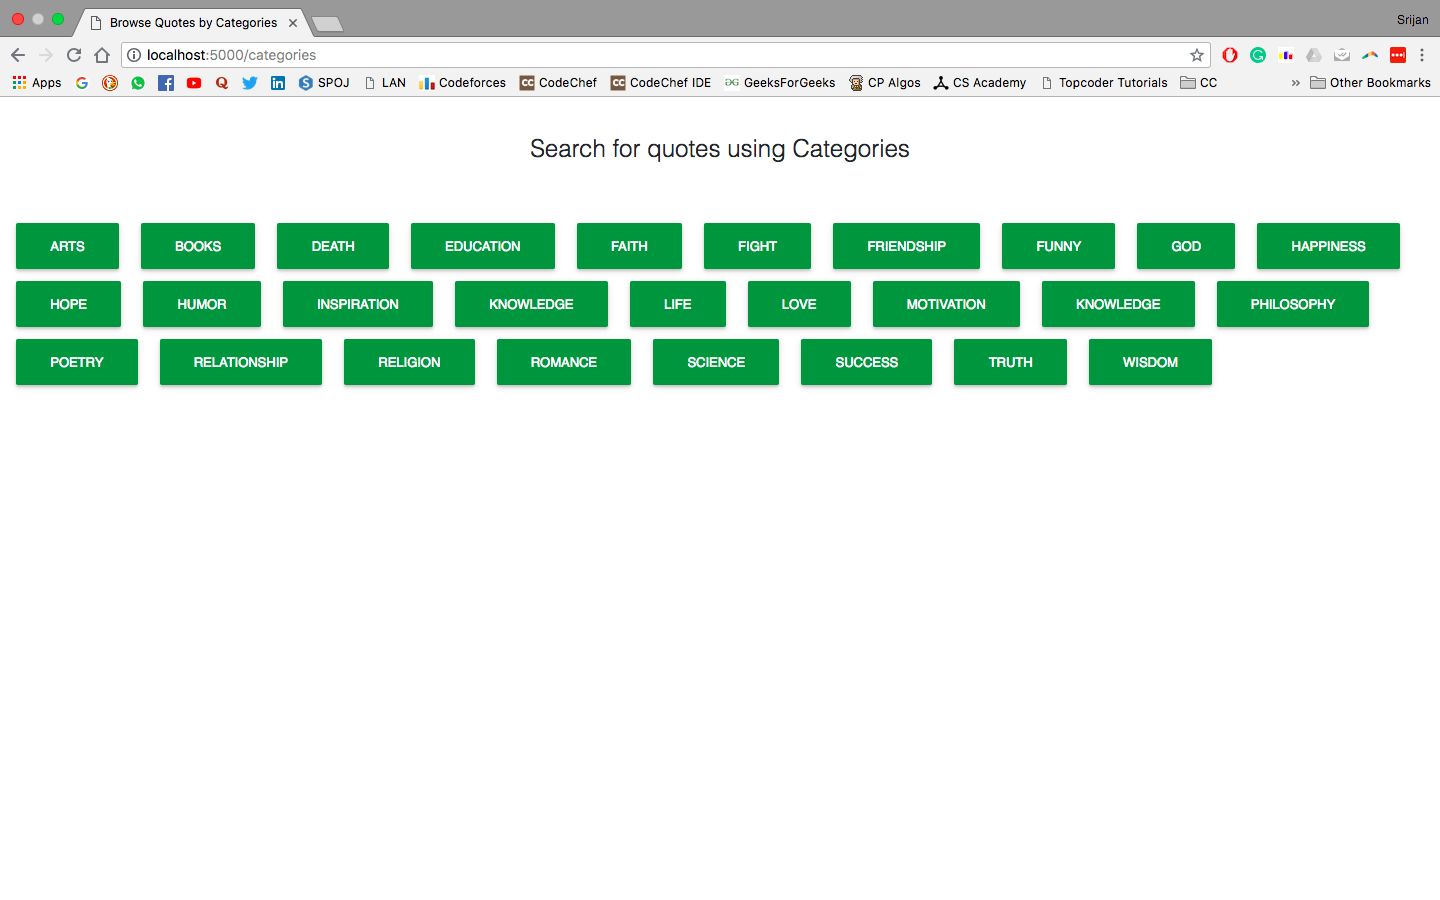 Browse Quotes by Categories
Srijan
localhost:5000/categories
Apps SPOJ LAN Codeforces CodeChef CodeChef IDE GeeksForGeeks CP Algos CS Academy Topcoder Tutorials CC » Other Bookmarks
Search for quotes using Categories
ARTS BOOKS DEATH EDUCATION FAITH FIGHT FRIENDSHIP FUNNY GOD HAPPINESS
HOPE HUMOR INSPIRATION KNOWLEDGE LIFE LOVE MOTIVATION KNOWLEDGE PHILOSOPHY
POETRY RELATIONSHIP RELIGION ROMANCE SCIENCE SUCCESS TRUTH WISDOM